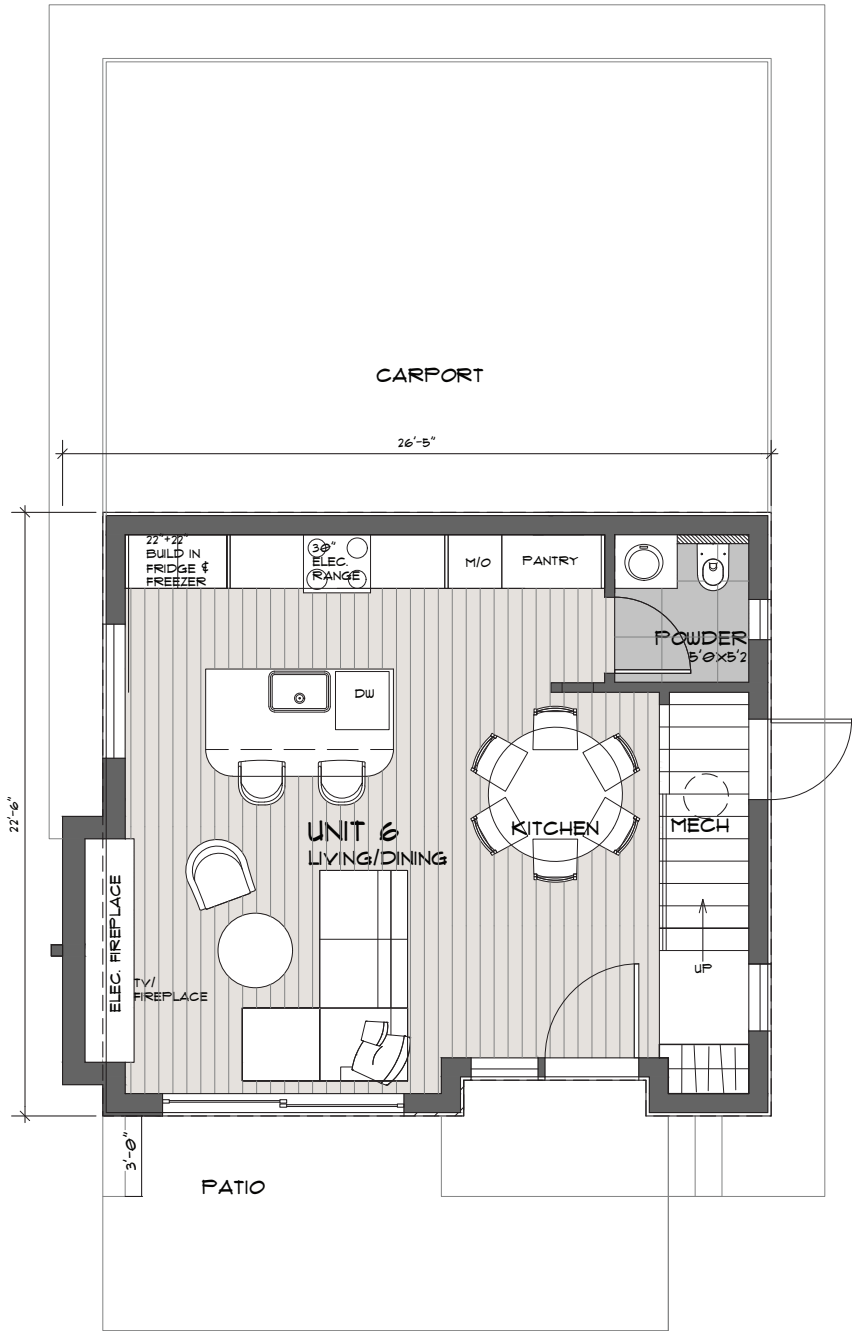 CARPORT
26'-5"
22"+22"
BUILD IN
FRIDGE &
FREEZER
30"
ELEC.
RANGE
M/O
PANTRY
POWDER
5'0x5'2
DW
22'-6"
UNIT 6
LIVING/DINING
KITCHEN
MECH
ELEC. FIREPLACE
TV/
FIREPLACE
UP
3'-0"
PATIO